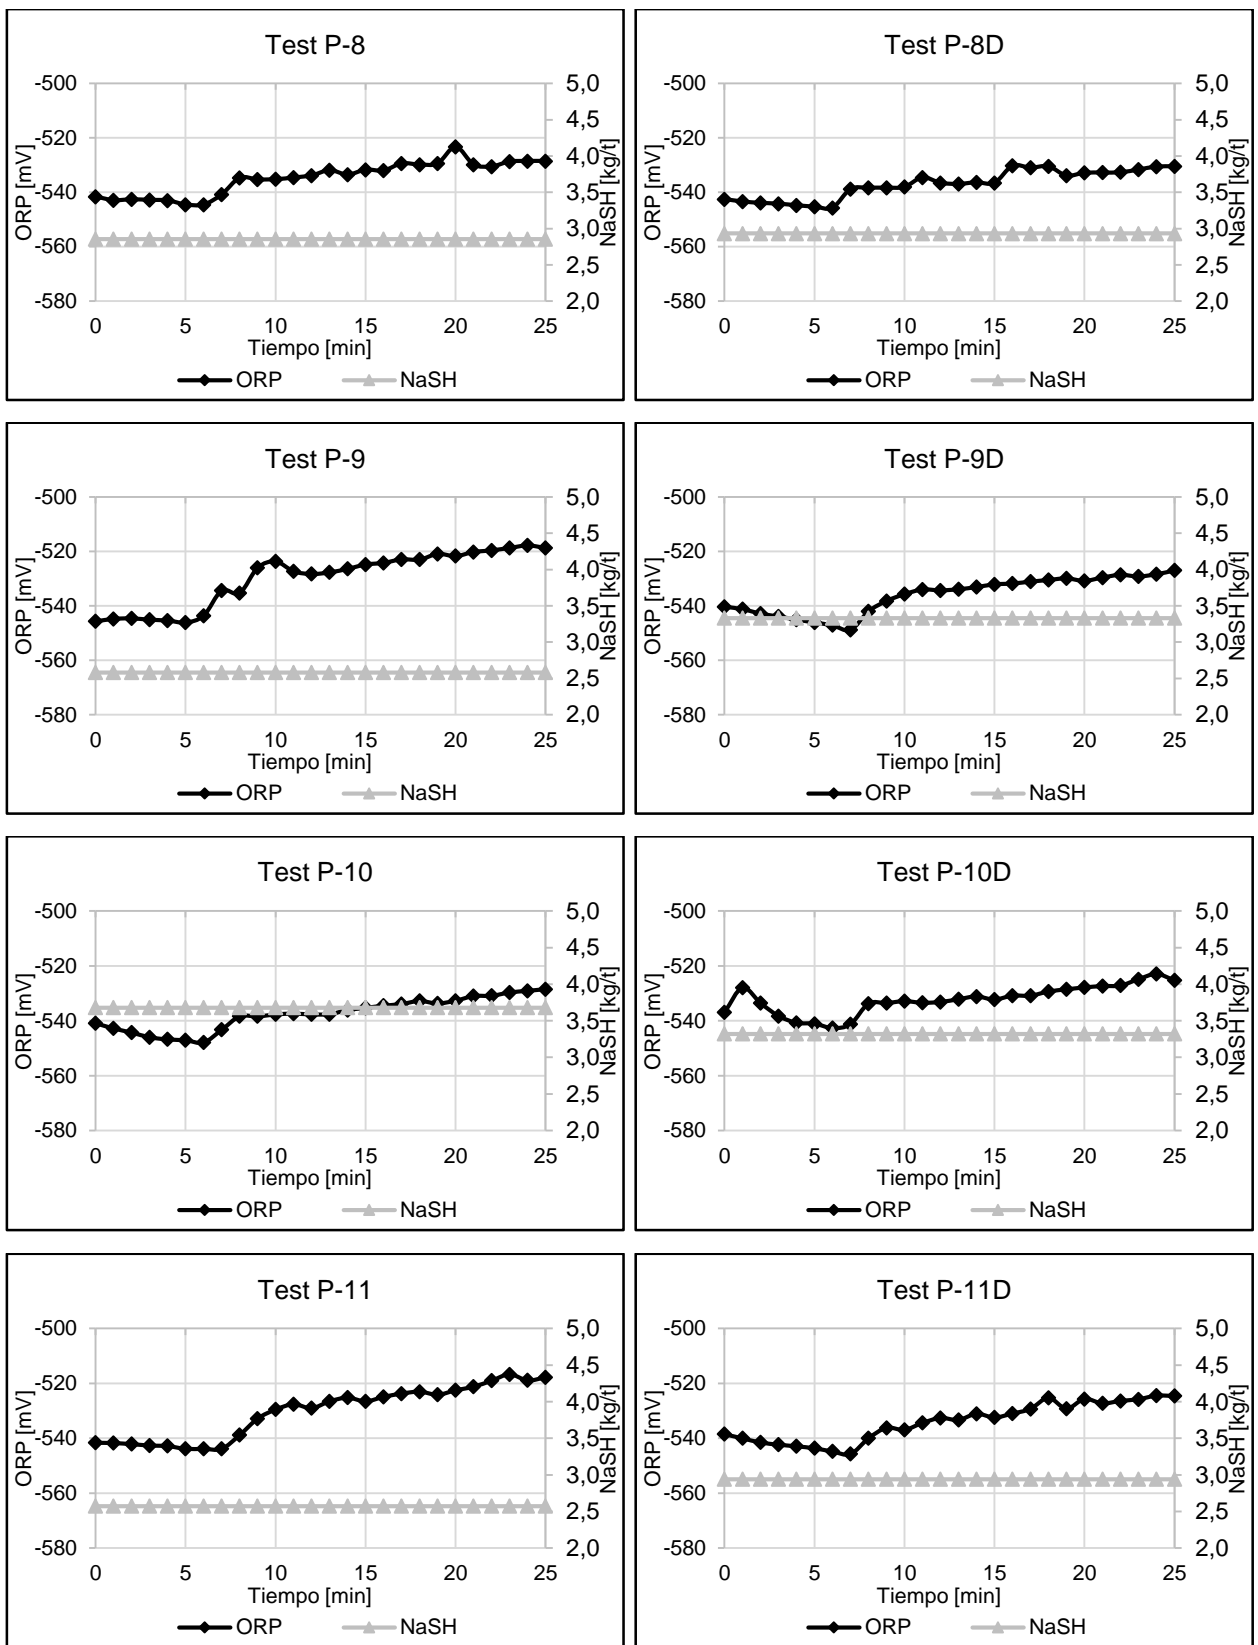 Test P-8
-500
-520
-540
-560
-580
ORP [mV]
5,0
4,5
4,0
3,5
3,0
2,5
2,0
NaSH [kg/t]
0 5 10 15 20 25
Tiempo [min]
ORP NaSH
Test P-8D
-500
-520
-540
-560
-580
ORP [mV]
5,0
4,5
4,0
3,5
3,0
2,5
2,0
NaSH [kg/t]
0 5 10 15 20 25
Tiempo [min]
ORP NaSH
Test P-9
-500
-520
-540
-560
-580
ORP [mV]
5,0
4,5
4,0
3,5
3,0
2,5
2,0
NaSH [kg/t]
0 5 10 15 20 25
Tiempo [min]
ORP NaSH
Test P-9D
-500
-520
-540
-560
-580
ORP [mV]
5,0
4,5
4,0
3,5
3,0
2,5
2,0
NaSH [kg/t]
0 5 10 15 20 25
Tiempo [min]
ORP NaSH
Test P-10
-500
-520
-540
-560
-580
ORP [mV]
5,0
4,5
4,0
3,5
3,0
2,5
2,0
NaSH [kg/t]
0 5 10 15 20 25
Tiempo [min]
ORP NaSH
Test P-10D
-500
-520
-540
-560
-580
ORP [mV]
5,0
4,5
4,0
3,5
3,0
2,5
2,0
NaSH [kg/t]
0 5 10 15 20 25
Tiempo [min]
ORP NaSH
Test P-11
-500
-520
-540
-560
-580
ORP [mV]
5,0
4,5
4,0
3,5
3,0
2,5
2,0
NaSH [kg/t]
0 5 10 15 20 25
Tiempo [min]
ORP NaSH
Test P-11D
-500
-520
-540
-560
-580
ORP [mV]
5,0
4,5
4,0
3,5
3,0
2,5
2,0
NaSH [kg/t]
0 5 10 15 20 25
Tiempo [min]
ORP NaSH